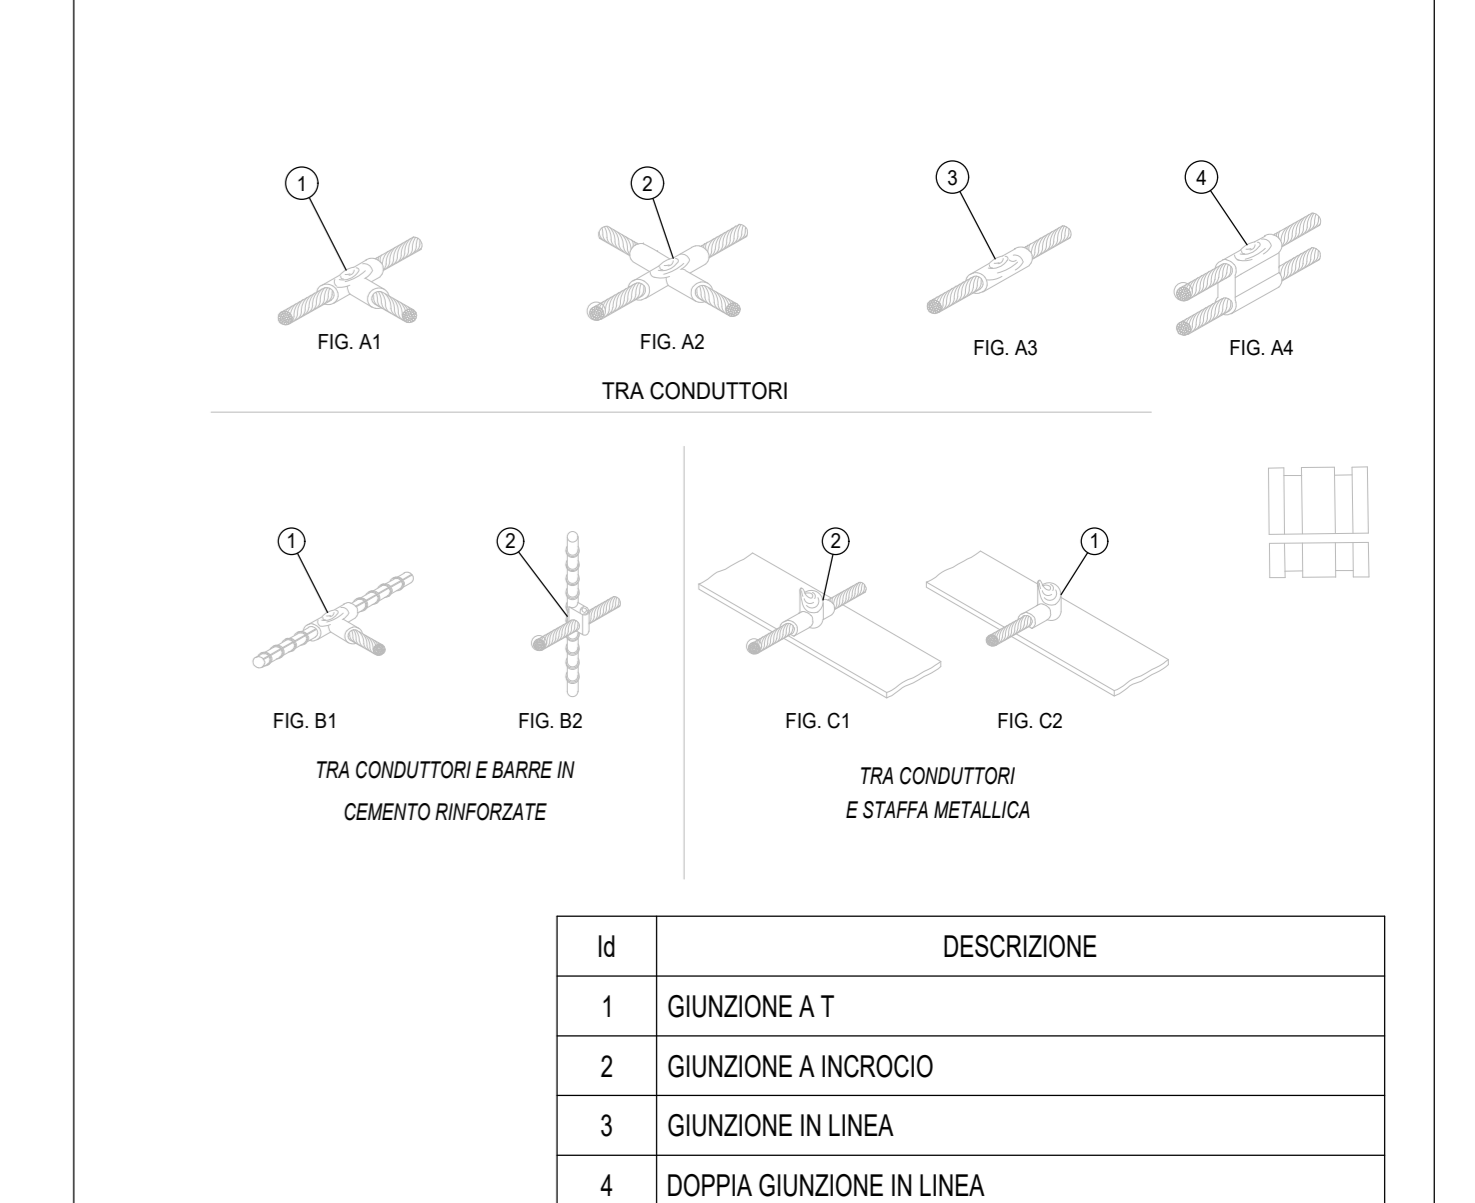 1
2
3
4
FIG. A1
FIG. A2
FIG. A3
FIG. A4
TRA CONDUTTORI
1
2
2
1
FIG. B1
FIG. B2
FIG. C1
FIG. C2
TRA CONDUTTORI E BARRE IN
CEMENTO RINFORZATE
TRA CONDUTTORI
E STAFFA METALLICA
Id DESCRIZIONE
1 GIUNZIONE A T
2 GIUNZIONE A INCROCIO
3 GIUNZIONE IN LINEA
4 DOPPIA GIUNZIONE IN LINEA